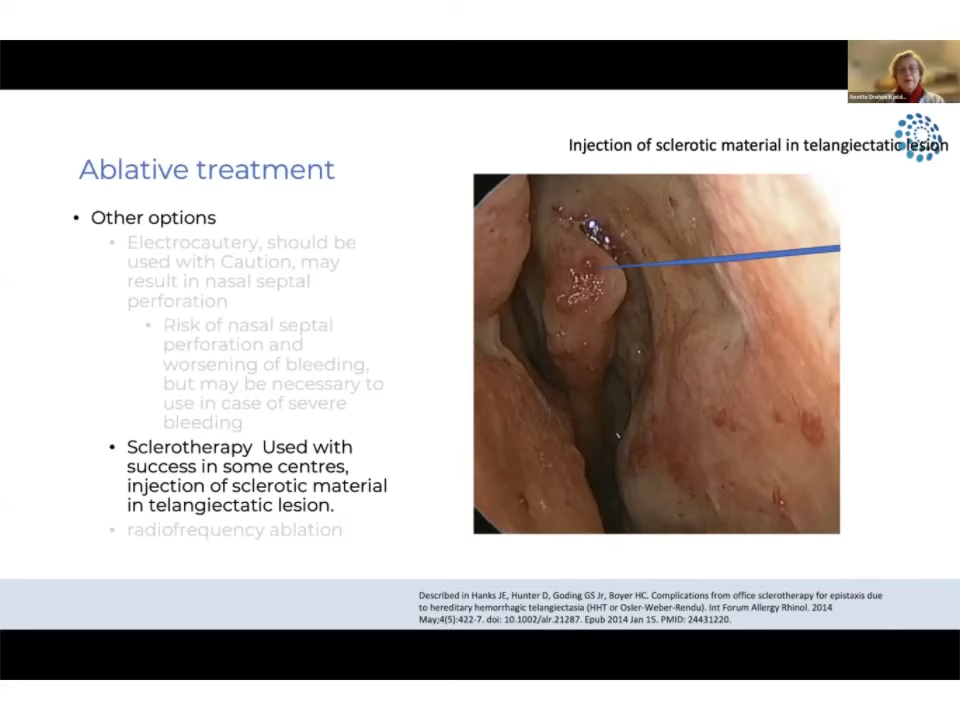 Injection of sclerotic material in telangiectatic lesion
Ablative treatment
• Other options
• Electrocautery, should be
used with Caution, may
result in nasal septal
perforation
• Risk of nasal septal
perforation and
worsening of bleeding,
but may be necessary to
use in case of severe
bleeding
• Sclerotherapy Used with
success in some centres,
injection of sclerotic material
in telangiectatic lesion.
• radiofrequency ablation
Described in Hanks JE, Hunter D, Goding GS Jr, Boyer HC. Complications from office sclerotherapy for epistaxis due
to hereditary hemorrhagic telangiectasia (HHT or Osler-Weber-Rendu). Int Forum Allergy Rhinol. 2014
May;4(5):422-7. doi: 10.1002/alr.21287. Epub 2014 Jan 15. PMID: 24431220.